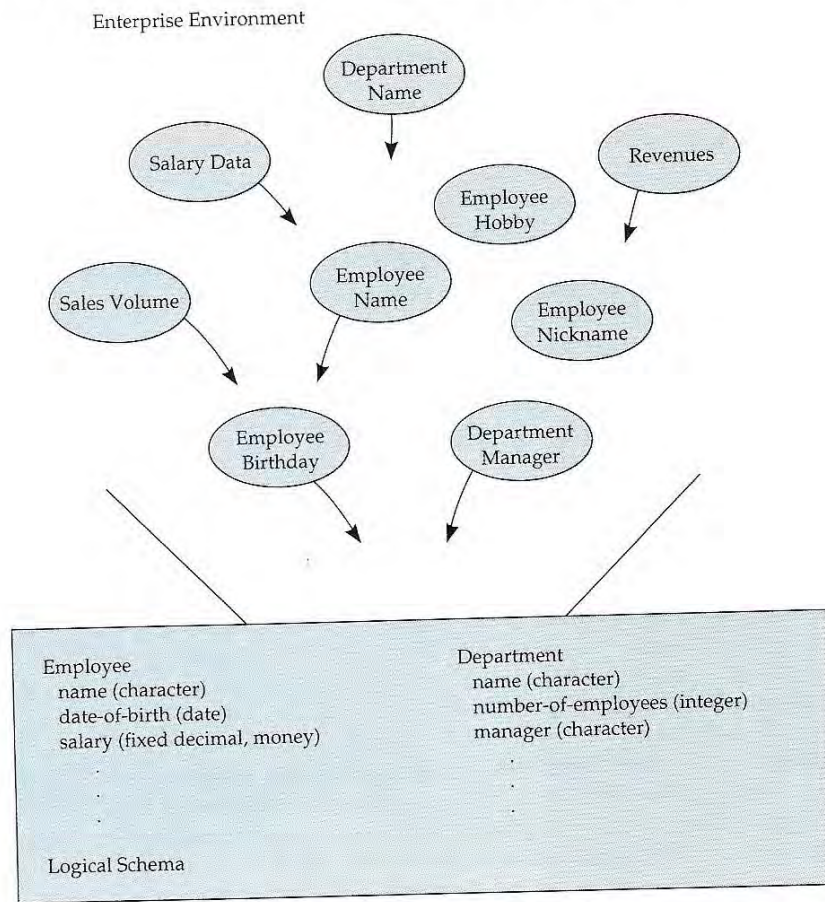 Enterprise Environment
Department
Name
Salary Data
Revenues
Employee
Hobby
Employee
Name
Sales Volume
Employee
Nickname
Employee
Birthday
Department
Manager
Employee
name (character)
date-of-birth (date)
salary (fixed decimal, money)
.
.
.
Department
name (character)
number-of-employees (integer)
manager (character)
.
.
.
Logical Schema